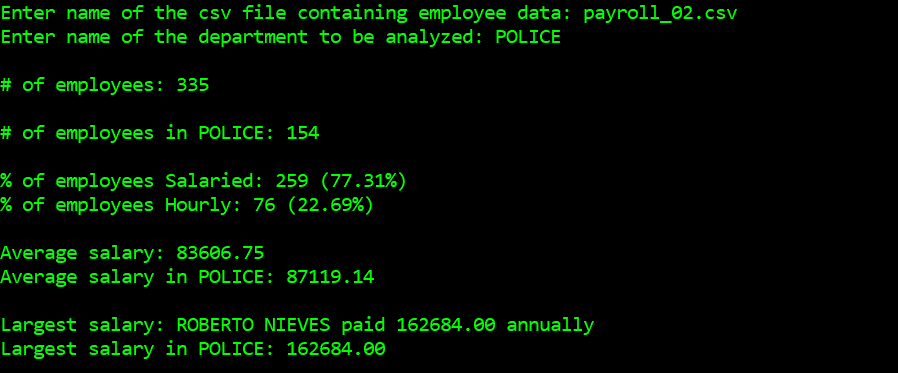 Enter name of the csv file containing employee data: payroll_02.csv
Enter name of the department to be analyzed: POLICE
# of employees: 335
# of employees in POLICE: 154
% of employees Salaried: 259 (77.31%)
% of employees Hourly: 76 (22.69%)
Average salary: 83606.75
Average salary in POLICE: 87119.14
Largest salary: ROBERTO NIEVES paid 162684.00 annually
Largest salary in POLICE: 162684.00